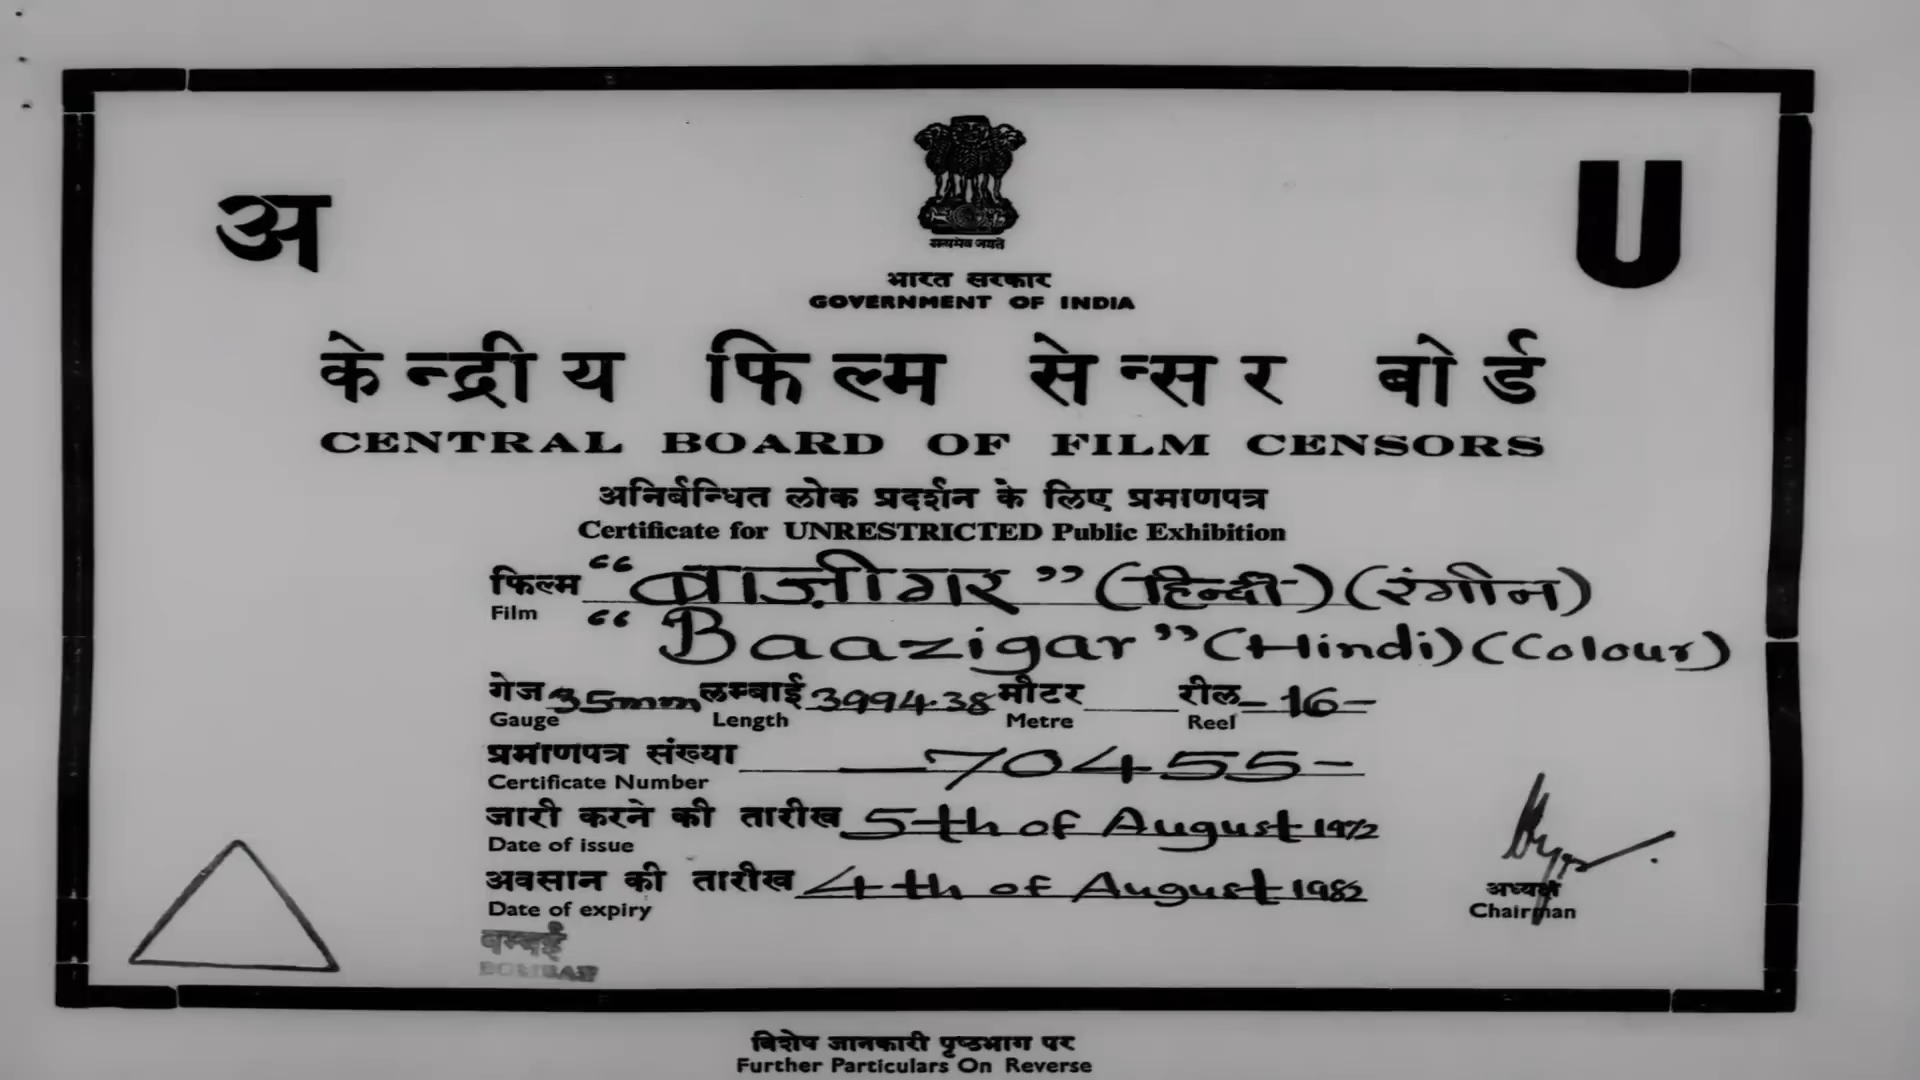 अ
U
सत्यमेव जयते
भारत सरकार
GOVERNMENT OF INDIA
केन्द्रीय फिल्म सेन्सर बोर्ड
CENTRAL BOARD OF FILM CENSORS
अनिर्बन्धित लोक प्रदर्शन के लिए प्रमाणपत्र
Certificate for UNRESTRICTED Public Exhibition
फिल्म “बाज़ीगर” (हिन्दी) (रंगीन)
Film “Baazigar” (Hindi) (Colour)
गेज 35mm लम्बाई 3994.38 मीटर रील -16-
Gauge Length Metre Reel
प्रमाणपत्र संख्या -70455-
Certificate Number
जारी करने की तारीख 5th of August 1972
Date of issue
अवसान की तारीख 4th of August 1982
Date of expiry
अध्यक्ष
Chairman
बम्बई
BOMBAY
विशेष जानकारी पृष्ठभाग पर
Further Particulars On Reverse